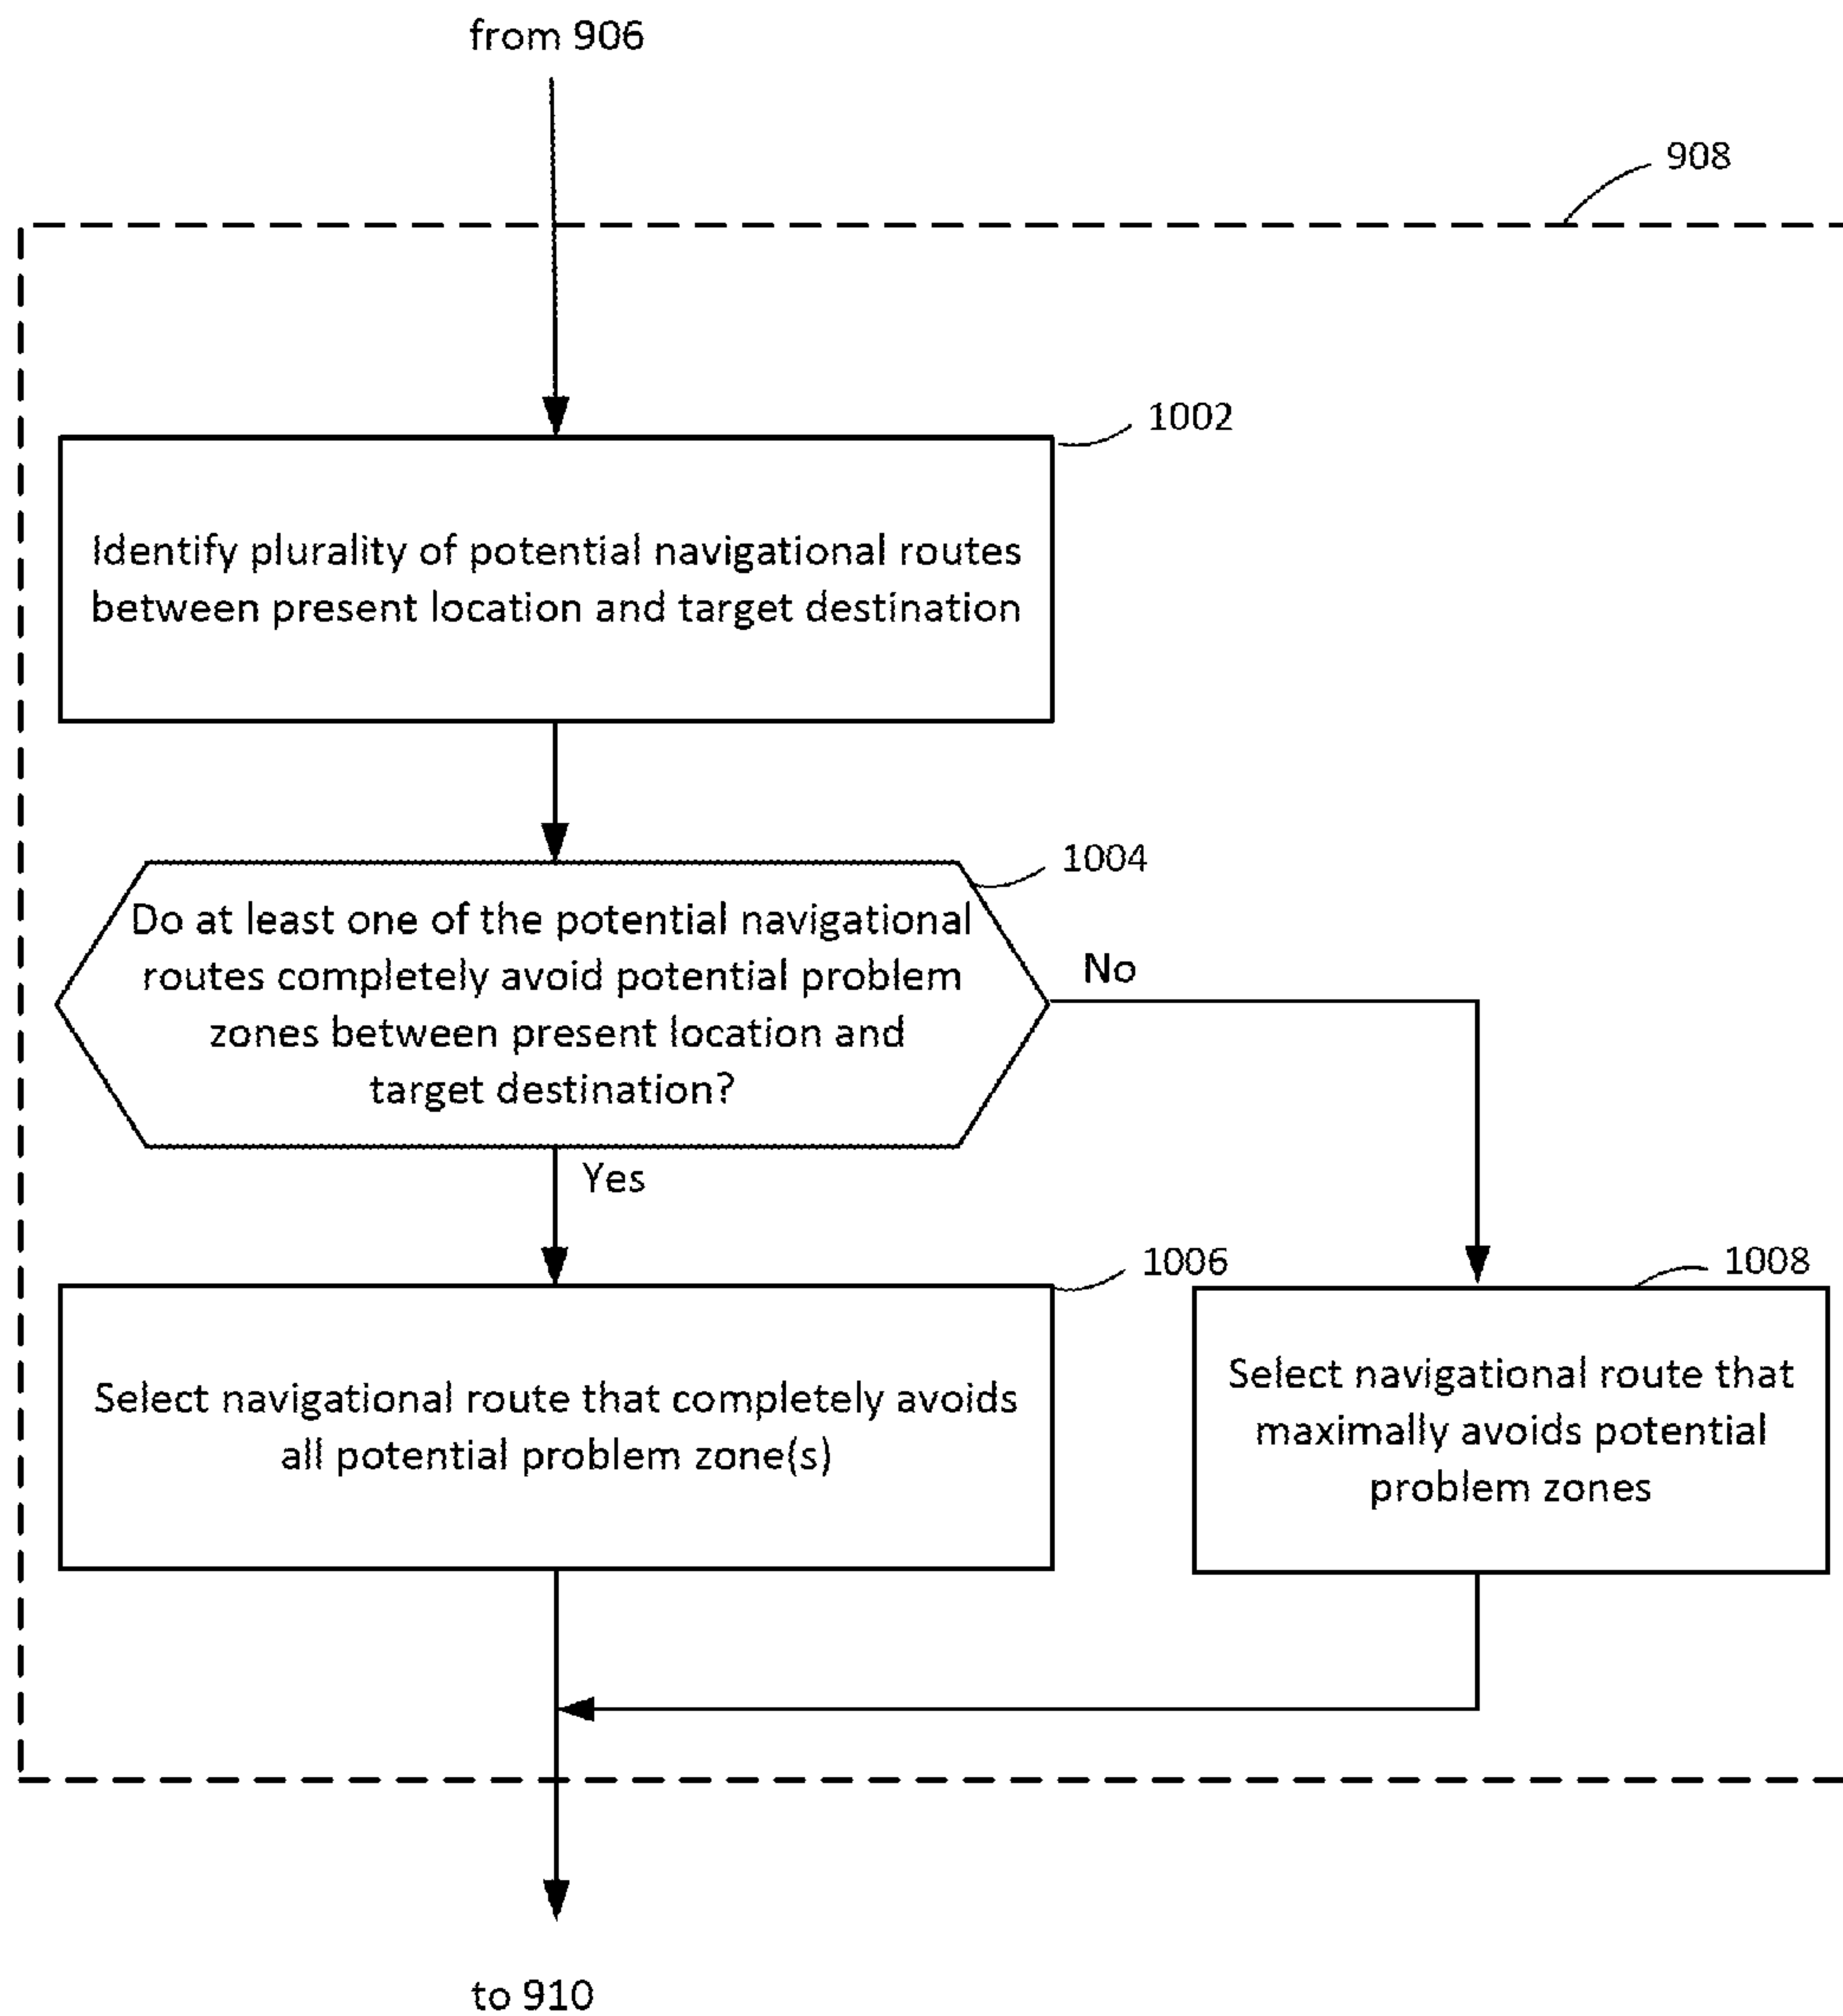 from 906
908
1002
Identify plurality of potential navigational routes
between present location and target destination
1004
Do at least one of the potential navigational
routes completely avoid potential problem
zones between present location and
target destination?
No
Yes
1006
Select navigational route that completely avoids
all potential problem zone(s)
1008
Select navigational route that
maximally avoids potential
problem zones
to 910